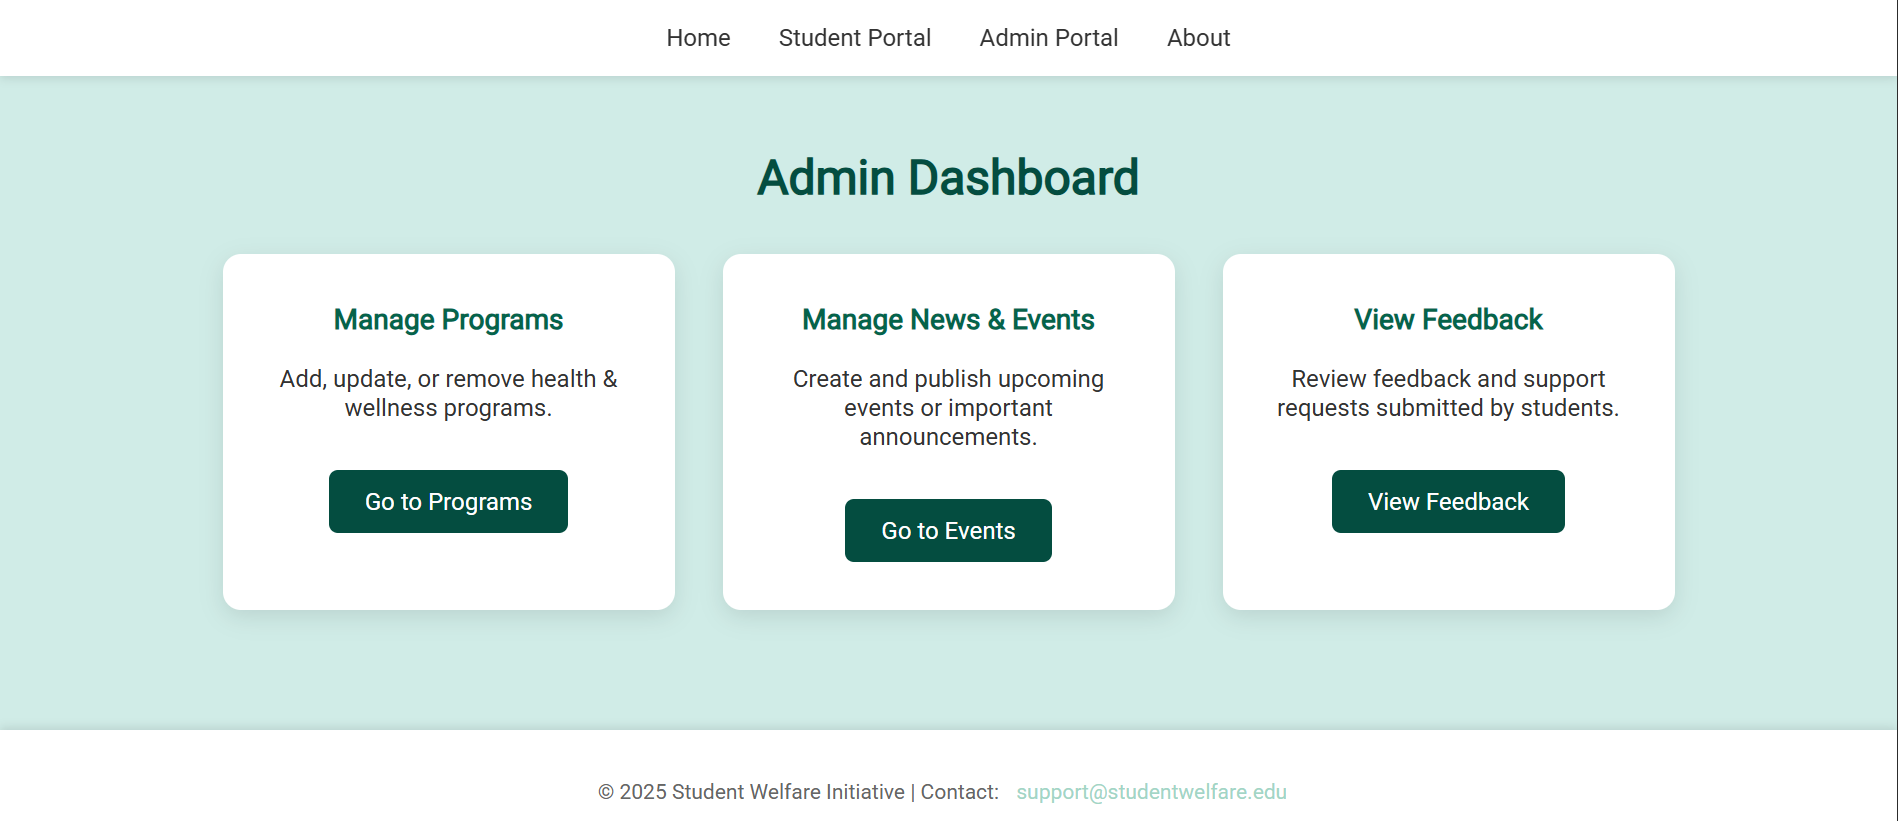 Home Student Portal Admin Portal About
Admin Dashboard
Manage Programs
Add, update, or remove health &
wellness programs.
Go to Programs
Manage News & Events
Create and publish upcoming
events or important
announcements.
Go to Events
View Feedback
Review feedback and support
requests submitted by students.
View Feedback
© 2025 Student Welfare Initiative | Contact: support@studentwelfare.edu